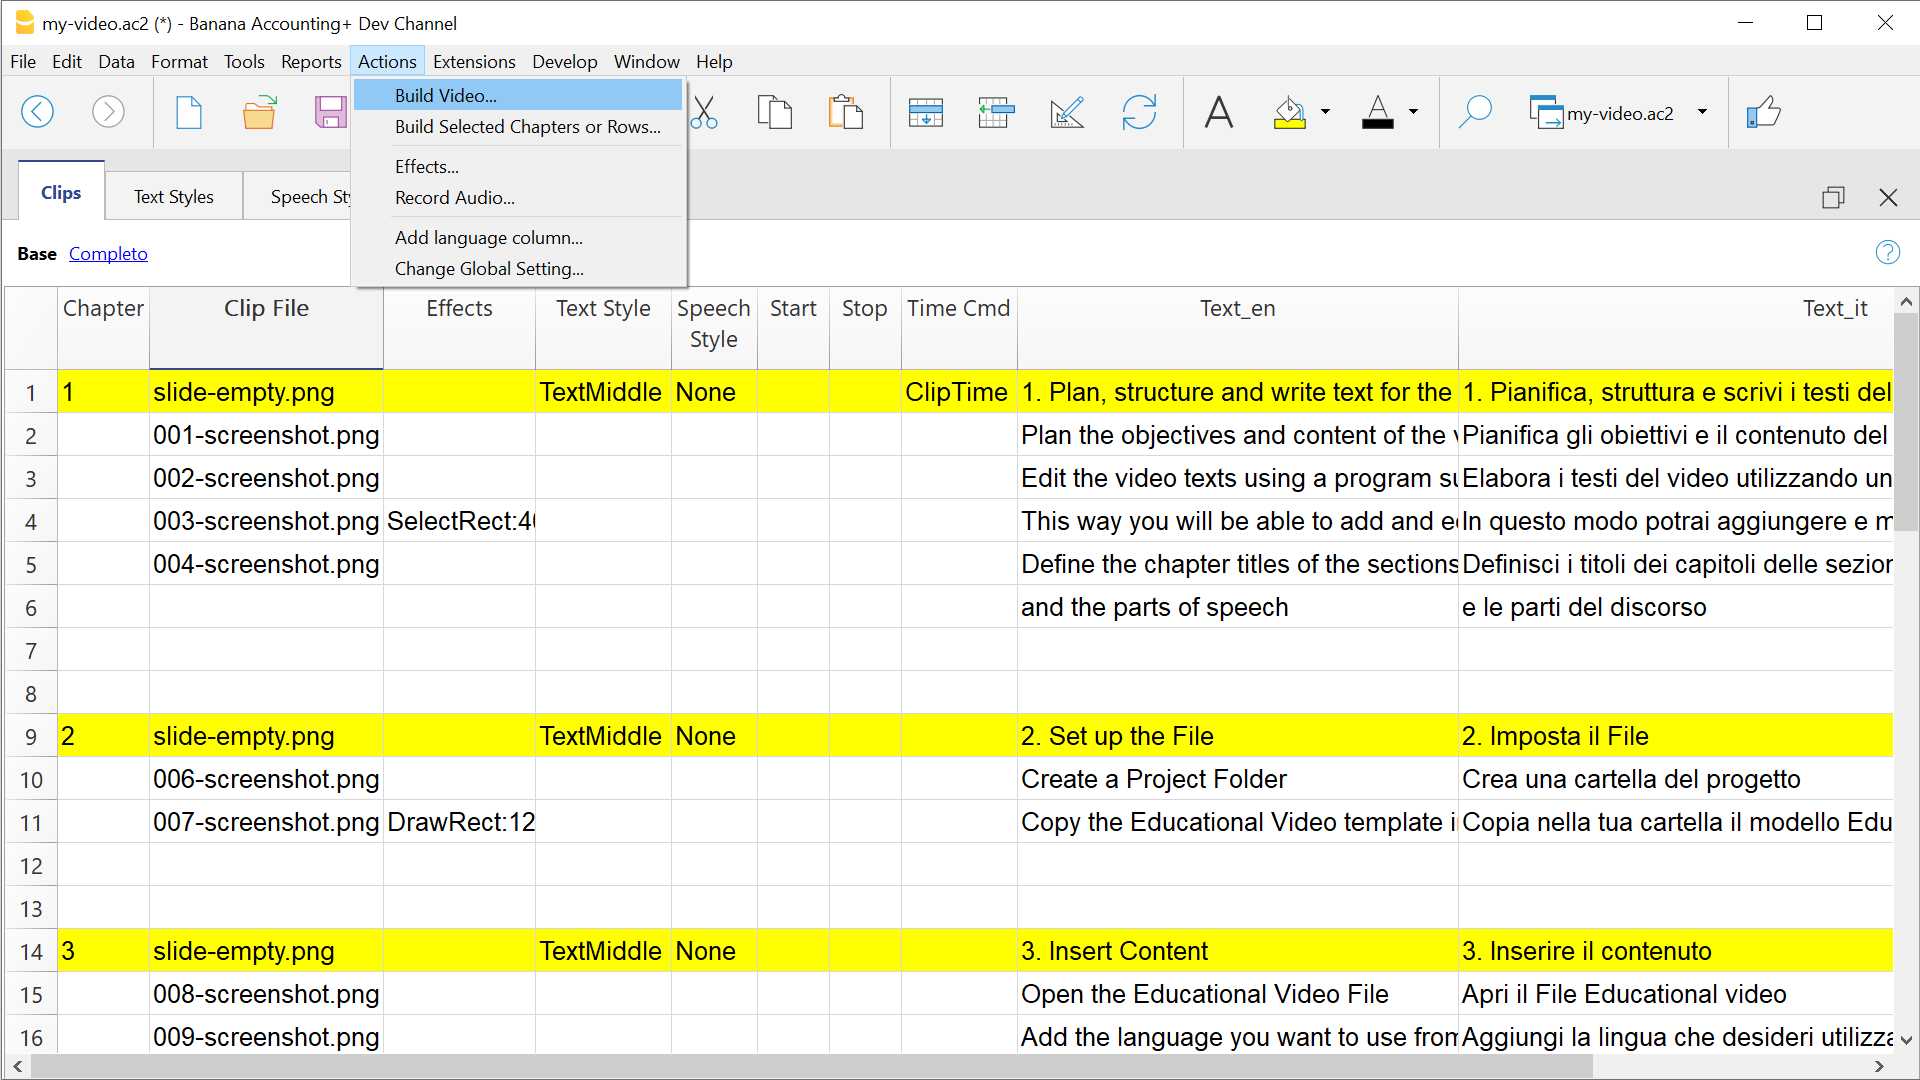 my-video.ac2 (*) - Banana Accounting+ Dev Channel
File Edit Data Format Tools Reports Actions Extensions Develop Window Help
Build Video...
Build Selected Chapters or Rows...
Effects...
Record Audio...
Add language column...
Change Global Setting...
my-video.ac2
Clips Text Styles Speech Sty
Base Completo
Chapter Clip File Effects Text Style Speech Style Start Stop Time Cmd Text_en Text_it
1 1 slide-empty.png TextMiddle None ClipTime 1. Plan, structure and write text for the 1. Pianifica, struttura e scrivi i testi del
2 001-screenshot.png Plan the objectives and content of the v Pianifica gli obiettivi e il contenuto del
3 002-screenshot.png Edit the video texts using a program su Elabora i testi del video utilizzando un
4 003-screenshot.png SelectRect:40 This way you will be able to add and ed In questo modo potrai aggiungere e m
5 004-screenshot.png Define the chapter titles of the sections Definisci i titoli dei capitoli delle sezior
6 and the parts of speech e le parti del discorso
7
8
9 2 slide-empty.png TextMiddle None 2. Set up the File 2. Imposta il File
10 006-screenshot.png Create a Project Folder Crea una cartella del progetto
11 007-screenshot.png DrawRect:12 Copy the Educational Video template i Copia nella tua cartella il modello Edu
12
13
14 3 slide-empty.png TextMiddle None 3. Insert Content 3. Inserire il contenuto
15 008-screenshot.png Open the Educational Video File Apri il File Educational video
16 009-screenshot.png Add the language you want to use from Aggiungi la lingua che desideri utilizza